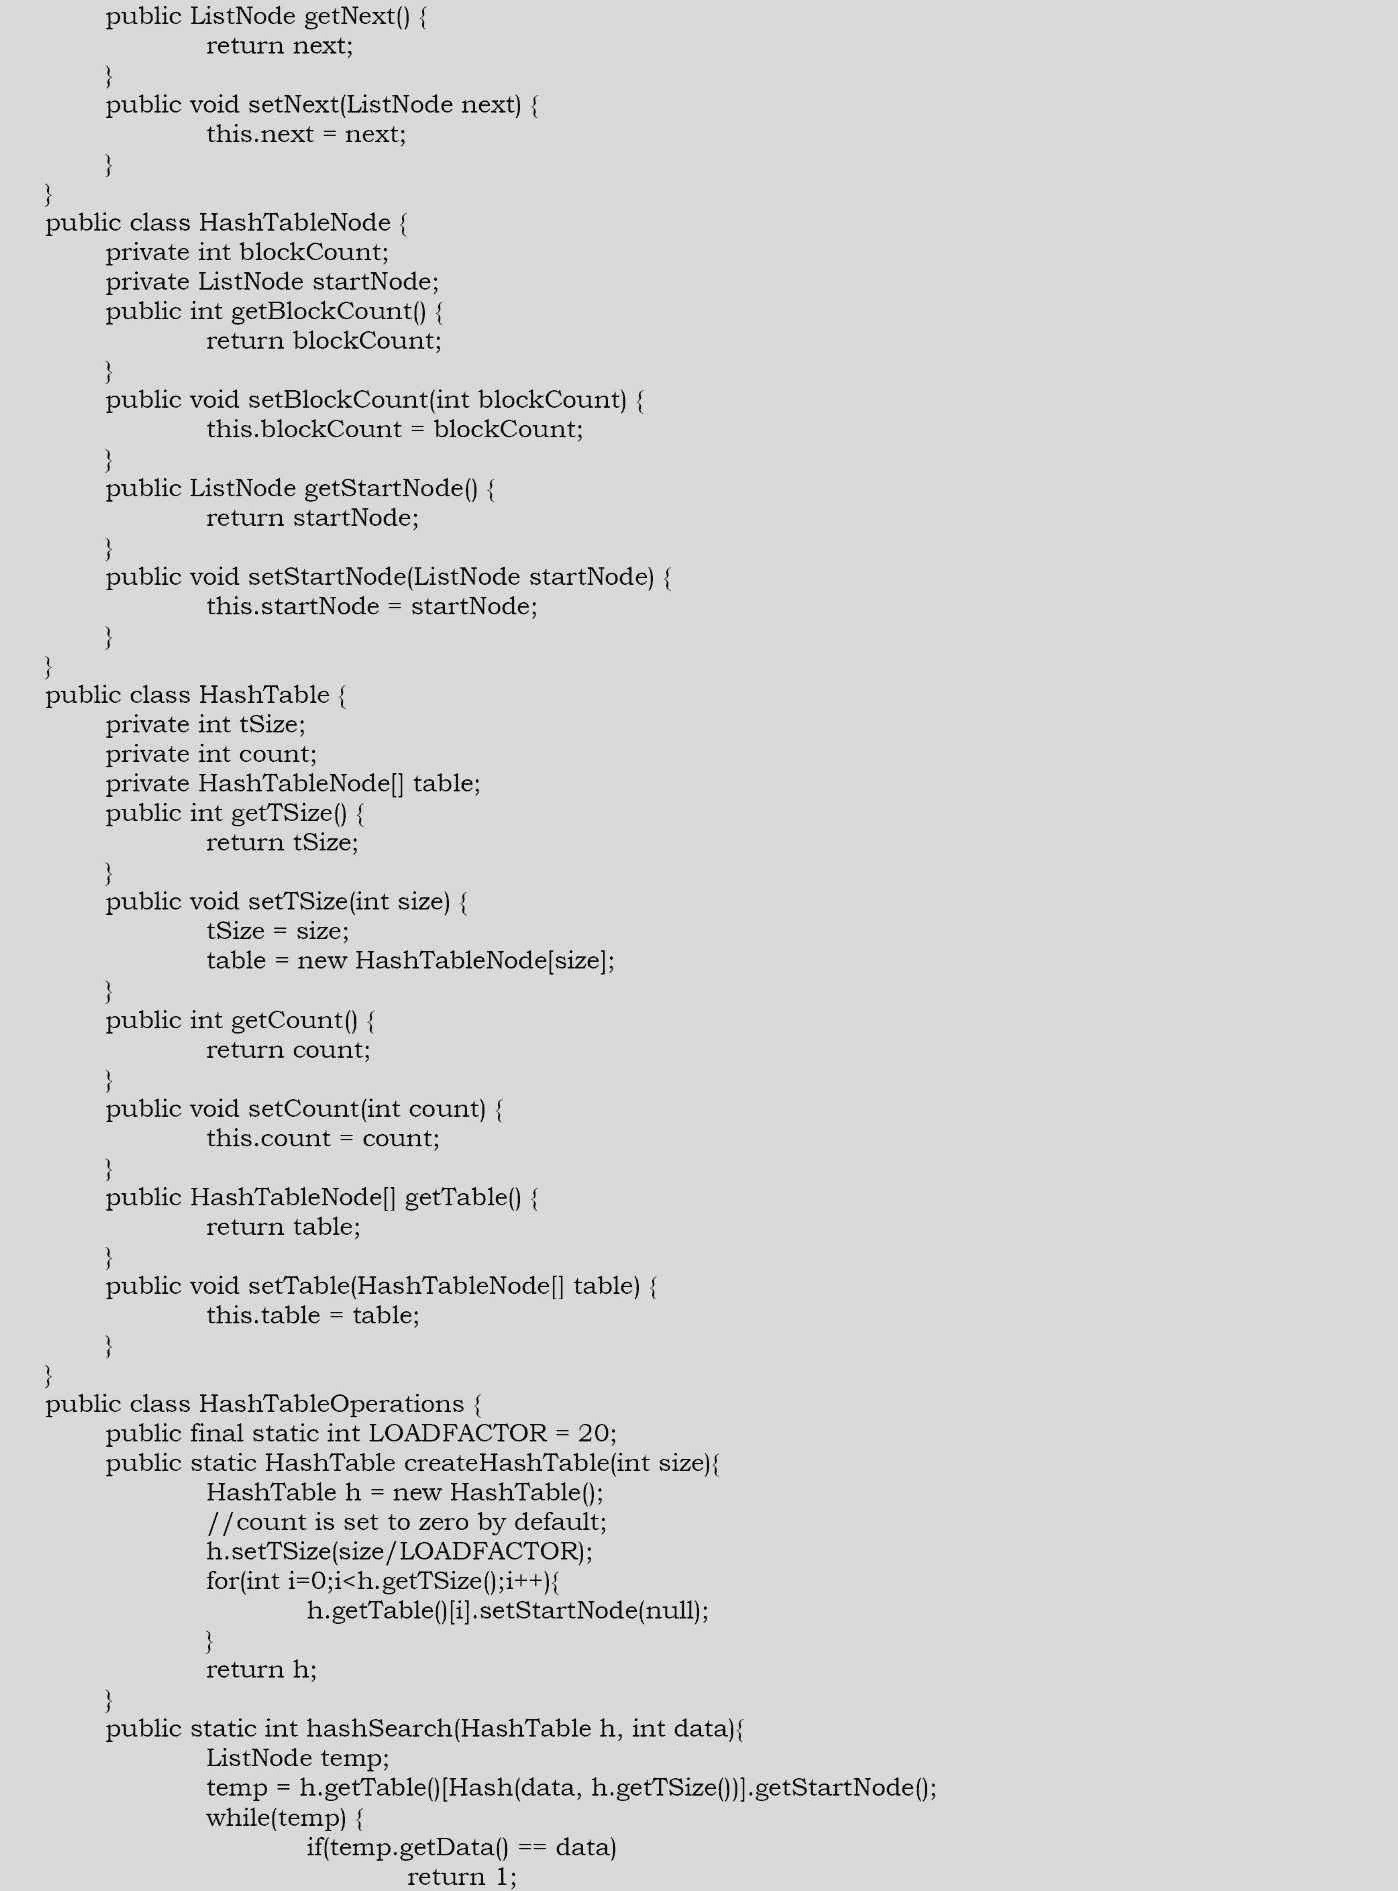 public ListNode getNext() {
return next;
}
public void setNext(ListNode next) {
this.next = next;
}
}
public class HashTableNode {
private int blockCount;
private ListNode startNode;
public int getBlockCount() {
return blockCount;
}
public void setBlockCount(int blockCount) {
this.blockCount = blockCount;
}
public ListNode getStartNode() {
return startNode;
}
public void setStartNode(ListNode startNode) {
this.startNode = startNode;
}
}
public class HashTable {
private int tSize;
private int count;
private HashTableNode[] table;
public int getTSize() {
return tSize;
}
public void setTSize(int size) {
tSize = size;
table = new HashTableNode[size];
}
public int getCount() {
return count;
}
public void setCount(int count) {
this.count = count;
}
public HashTableNode[] getTable() {
return table;
}
public void setTable(HashTableNode[] table) {
this.table = table;
}
}
public class HashTableOperations {
public final static int LOADFACTOR = 20;
public static HashTable createHashTable(int size){
HashTable h = new HashTable();
//count is set to zero by default;
h.setTSize(size/LOADFACTOR);
for(int i=0;i<h.getTSize();i++){
h.getTable()[i].setStartNode(null);
}
return h;
}
public static int hashSearch(HashTable h, int data){
ListNode temp;
temp = h.getTable()[Hash(data, h.getTSize())].getStartNode();
while(temp) {
if(temp.getData() == data)
return 1;